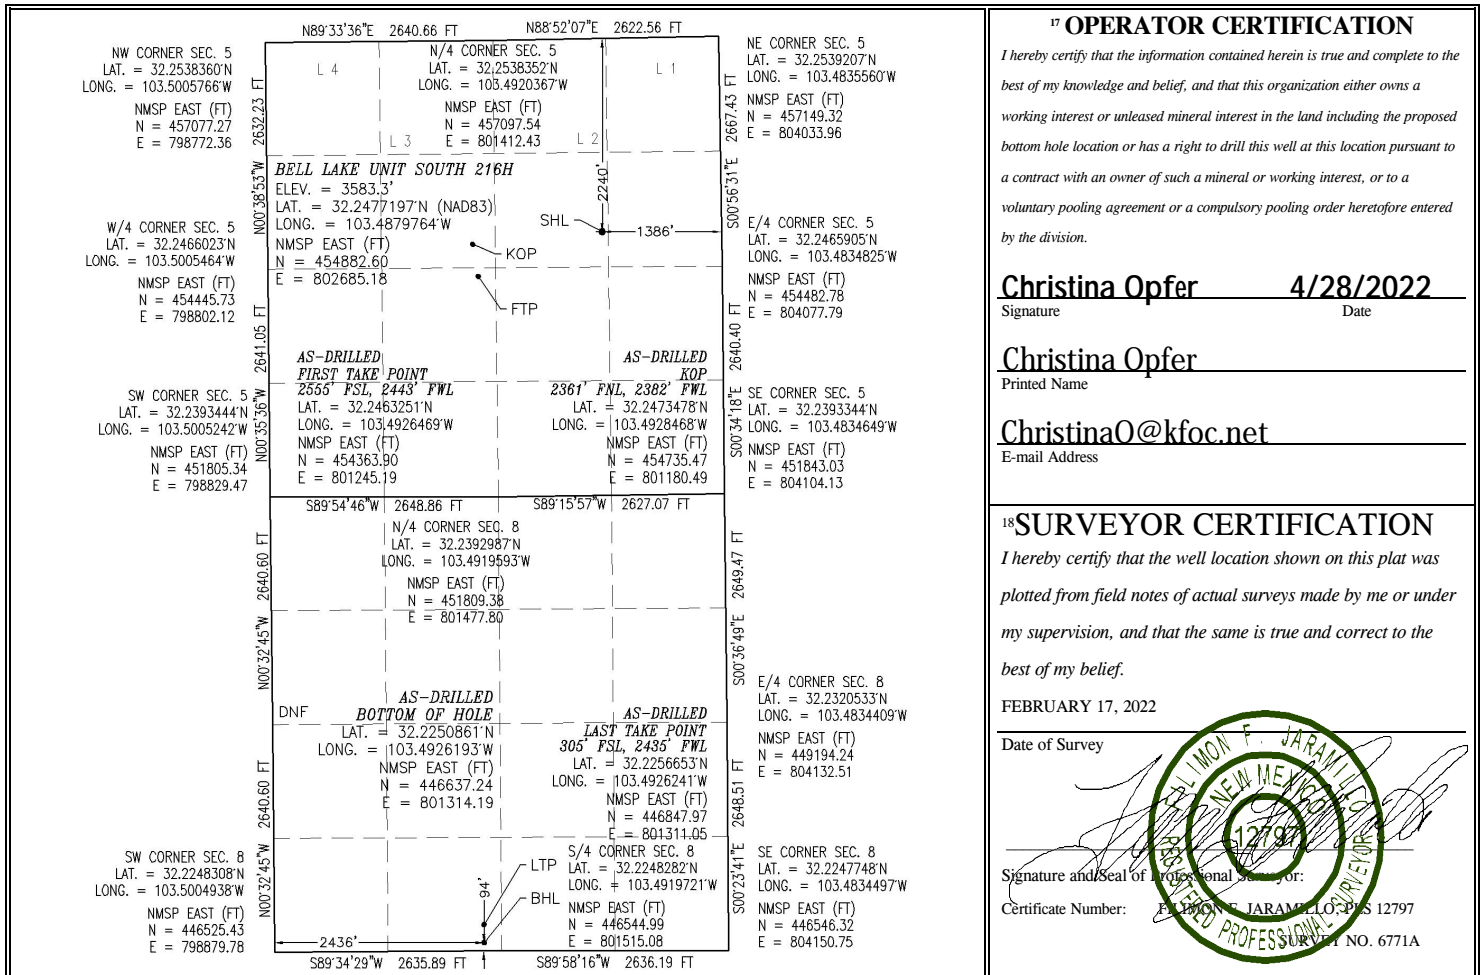 N89°33'36"E 2640.66 FT
N88°52'07"E 2622.56 FT
NW CORNER SEC. 5
LAT. = 32.2538360°N
LONG. = 103.5005766°W
NMSP EAST (FT)
N = 457077.27
E = 798772.36
N/4 CORNER SEC. 5
LAT. = 32.2538352°N
LONG. = 103.4920367°W
NMSP EAST (FT)
N = 457097.54
E = 801412.43
NE CORNER SEC. 5
LAT. = 32.2539207°N
LONG. = 103.4835560°W
NMSP EAST (FT)
N = 457149.32
E = 804033.96
L 4
L 3
L 2
L 1
N00°38'53"W 2632.23 FT
S00°56'31"E 2667.43 FT
BELL LAKE UNIT SOUTH 216H
ELEV. = 3583.3'
LAT. = 32.2477197°N (NAD83)
LONG. = 103.4879764°W
NMSP EAST (FT)
N = 454882.60
E = 802685.18
2240'
SHL
1386'
KOP
FTP
W/4 CORNER SEC. 5
LAT. = 32.2466023°N
LONG. = 103.5005464°W
NMSP EAST (FT)
N = 454445.73
E = 798802.12
E/4 CORNER SEC. 5
LAT. = 32.2465905°N
LONG. = 103.4834825°W
NMSP EAST (FT)
N = 454482.78
E = 804077.79
N00°35'36"W 2641.05 FT
S00°34'18"E 2640.40 FT
AS-DRILLED
FIRST TAKE POINT
2555' FSL, 2443' FWL
LAT. = 32.2463251°N
LONG. = 103.4926469°W
NMSP EAST (FT)
N = 454363.90
E = 801245.19
AS-DRILLED
KOP
2361' FNL, 2382' FWL
LAT. = 32.2473478°N
LONG. = 103.4928468°W
NMSP EAST (FT)
N = 454735.47
E = 801180.49
SW CORNER SEC. 5
LAT. = 32.2393444°N
LONG. = 103.5005242°W
NMSP EAST (FT)
N = 451805.34
E = 798829.47
SE CORNER SEC. 5
LAT. = 32.2393344°N
LONG. = 103.4834649°W
NMSP EAST (FT)
N = 451843.03
E = 804104.13
S89°54'46"W 2648.86 FT
S89°15'57"W 2627.07 FT
N/4 CORNER SEC. 8
LAT. = 32.2392987°N
LONG. = 103.4919593°W
NMSP EAST (FT)
N = 451809.38
E = 801477.80
N00°32'45"W 2640.60 FT
S00°36'49"E 2649.47 FT
DNF
AS-DRILLED
BOTTOM OF HOLE
LAT. = 32.2250861°N
LONG. = 103.4926193°W
NMSP EAST (FT)
N = 446637.24
E = 801314.19
AS-DRILLED
LAST TAKE POINT
305' FSL, 2435' FWL
LAT. = 32.2256653°N
LONG. = 103.4926241°W
NMSP EAST (FT)
N = 446847.97
E = 801311.05
E/4 CORNER SEC. 8
LAT. = 32.2320533°N
LONG. = 103.4834409°W
NMSP EAST (FT)
N = 449194.24
E = 804132.51
N00°32'45"W 2640.60 FT
S00°23'41"E 2648.51 FT
SW CORNER SEC. 8
LAT. = 32.2248308°N
LONG. = 103.5004938°W
NMSP EAST (FT)
N = 446525.43
E = 798879.78
LTP
BHL
94'
2436'
S/4 CORNER SEC. 8
LAT. = 32.2248282°N
LONG. = 103.4919721°W
NMSP EAST (FT)
N = 446544.99
E = 801515.08
SE CORNER SEC. 8
LAT. = 32.2247748°N
LONG. = 103.4834497°W
NMSP EAST (FT)
N = 446546.32
E = 804150.75
S89°34'29"W 2635.89 FT
S89°58'16"W 2636.19 FT
17 OPERATOR CERTIFICATION
I hereby certify that the information contained herein is true and complete to the
best of my knowledge and belief, and that this organization either owns a
working interest or unleased mineral interest in the land including the proposed
bottom hole location or has a right to drill this well at this location pursuant to
a contract with an owner of such a mineral or working interest, or to a
voluntary pooling agreement or a compulsory pooling order heretofore entered
by the division.
Christina Opfer 4/28/2022
Signature Date
Christina Opfer
Printed Name
ChristinaO@kfoc.net
E-mail Address
18 SURVEYOR CERTIFICATION
I hereby certify that the well location shown on this plat was
plotted from field notes of actual surveys made by me or under
my supervision, and that the same is true and correct to the
best of my belief.
FEBRUARY 17, 2022
Date of Survey
FILIMON F. JARAMILLO
NEW MEXICO
12797
REGISTERED PROFESSIONAL SURVEYOR
Signature and Seal of Professional Surveyor:
Certificate Number: FILIMON F. JARAMILLO, PLS 12797
SURVEY NO. 6771A